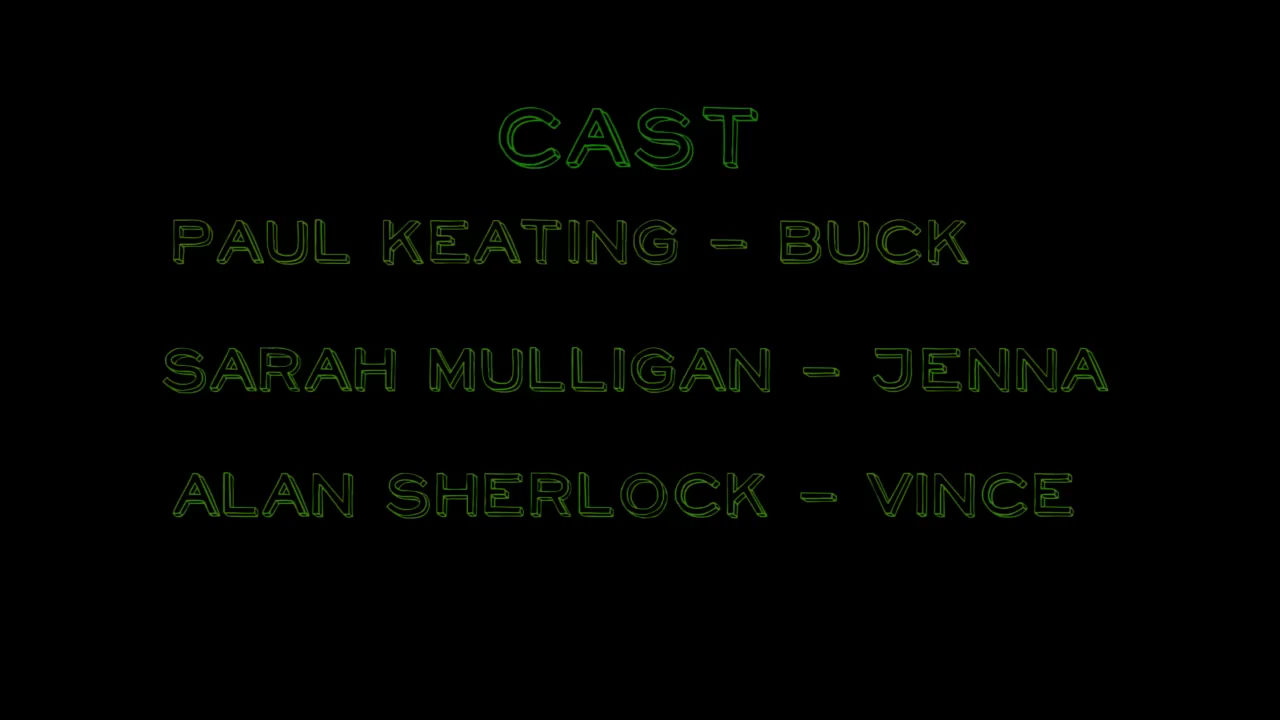 CAST
PAUL KEATING – BUCK
SARAH MULLIGAN – JENNA
ALAN SHERLOCK – VINCE